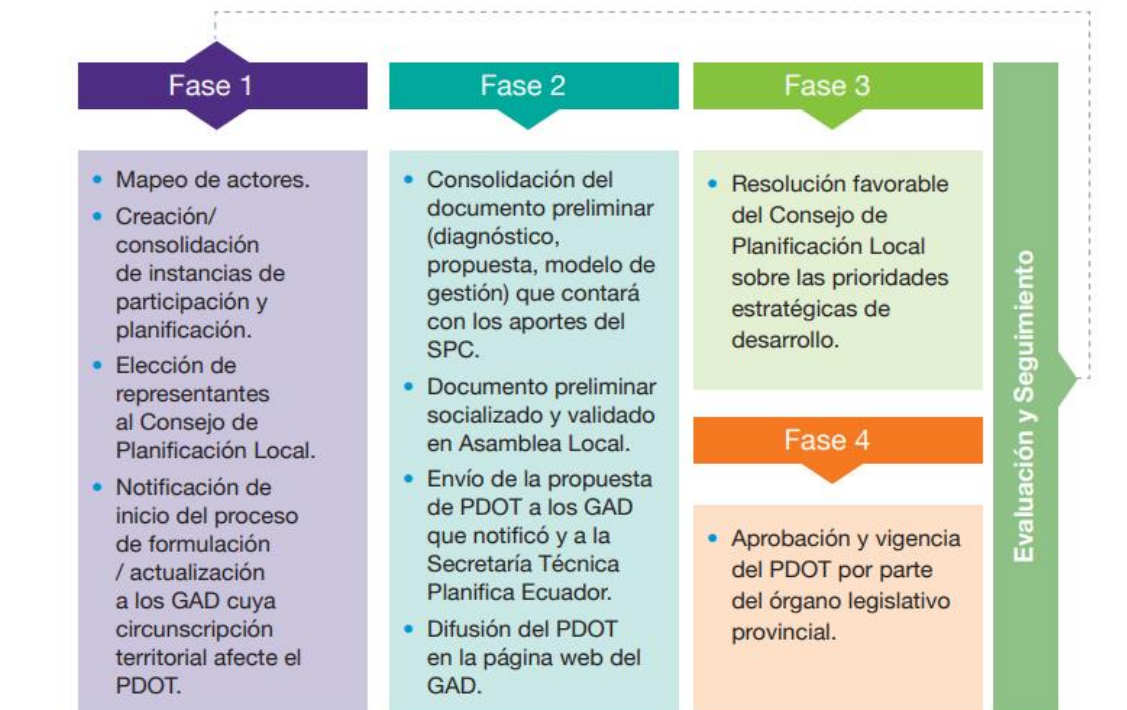 Fase 1
• Mapeo de actores.
• Creación/
consolidación
de instancias de
participación y
planificación.
• Elección de
representantes
al Consejo de
Planificación Local.
• Notificación de
inicio del proceso
de formulación
/ actualización
a los GAD cuya
circunscripción
territorial afecte el
PDOT.
Fase 2
• Consolidación del
documento preliminar
(diagnóstico,
propuesta, modelo de
gestión) que contará
con los aportes del
SPC.
• Documento preliminar
socializado y validado
en Asamblea Local.
• Envío de la propuesta
de PDOT a los GAD
que notificó y a la
Secretaría Técnica
Planifica Ecuador.
• Difusión del PDOT
en la página web del
GAD.
Fase 3
• Resolución favorable
del Consejo de
Planificación Local
sobre las prioridades
estratégicas de
desarrollo.
Fase 4
• Aprobación y vigencia
del PDOT por parte
del órgano legislativo
provincial.
Evaluación y Seguimiento